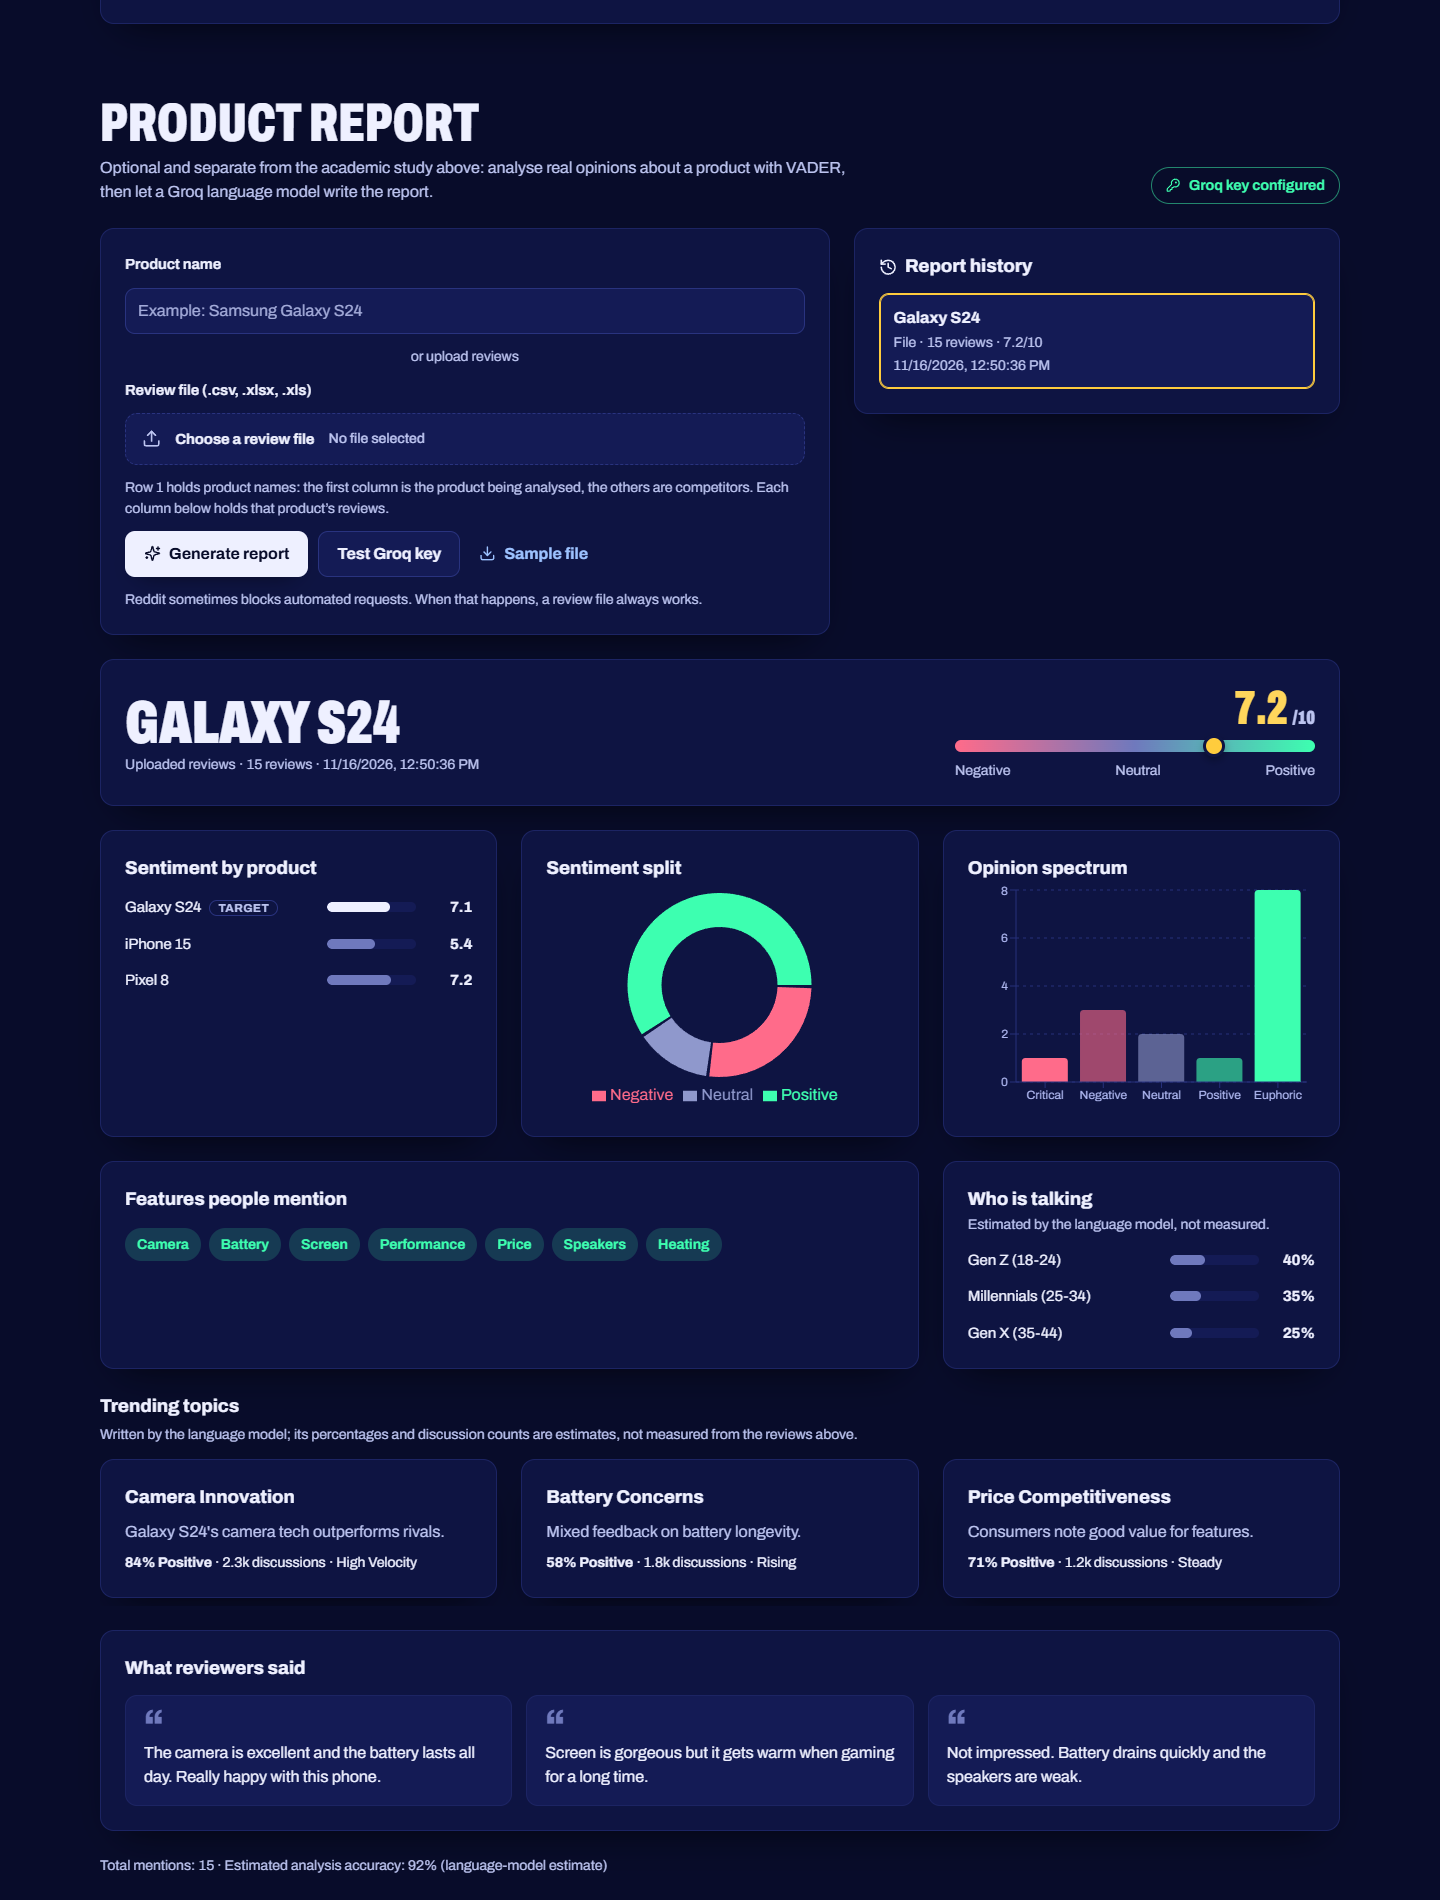 PRODUCT REPORT
Optional and separate from the academic study above: analyse real opinions about a product with VADER,
then let a Groq language model write the report.
Groq key configured
Product name
Example: Samsung Galaxy S24
or upload reviews
Review file (.csv, .xlsx, .xls)
Choose a review file No file selected
Row 1 holds product names: the first column is the product being analysed, the others are competitors. Each
column below holds that product’s reviews.
Generate report
Test Groq key
Sample file
Reddit sometimes blocks automated requests. When that happens, a review file always works.
Report history
Galaxy S24
File · 15 reviews · 7.2/10
11/16/2026, 12:50:36 PM
GALAXY S24
Uploaded reviews · 15 reviews · 11/16/2026, 12:50:36 PM
7.2 /10
Negative Neutral Positive
Sentiment by product
Galaxy S24 TARGET 7.1
iPhone 15 5.4
Pixel 8 7.2
Sentiment split
Negative Neutral Positive
Opinion spectrum
8
6
4
2
0
Critical Negative Neutral Positive Euphoric
Features people mention
Camera Battery Screen Performance Price Speakers Heating
Who is talking
Estimated by the language model, not measured.
Gen Z (18-24) 40%
Millennials (25-34) 35%
Gen X (35-44) 25%
Trending topics
Written by the language model; its percentages and discussion counts are estimates, not measured from the reviews above.
Camera Innovation
Galaxy S24's camera tech outperforms rivals.
84% Positive · 2.3k discussions · High Velocity
Battery Concerns
Mixed feedback on battery longevity.
58% Positive · 1.8k discussions · Rising
Price Competitiveness
Consumers note good value for features.
71% Positive · 1.2k discussions · Steady
What reviewers said
The camera is excellent and the battery lasts all
day. Really happy with this phone.
Screen is gorgeous but it gets warm when gaming
for a long time.
Not impressed. Battery drains quickly and the
speakers are weak.
Total mentions: 15 · Estimated analysis accuracy: 92% (language-model estimate)